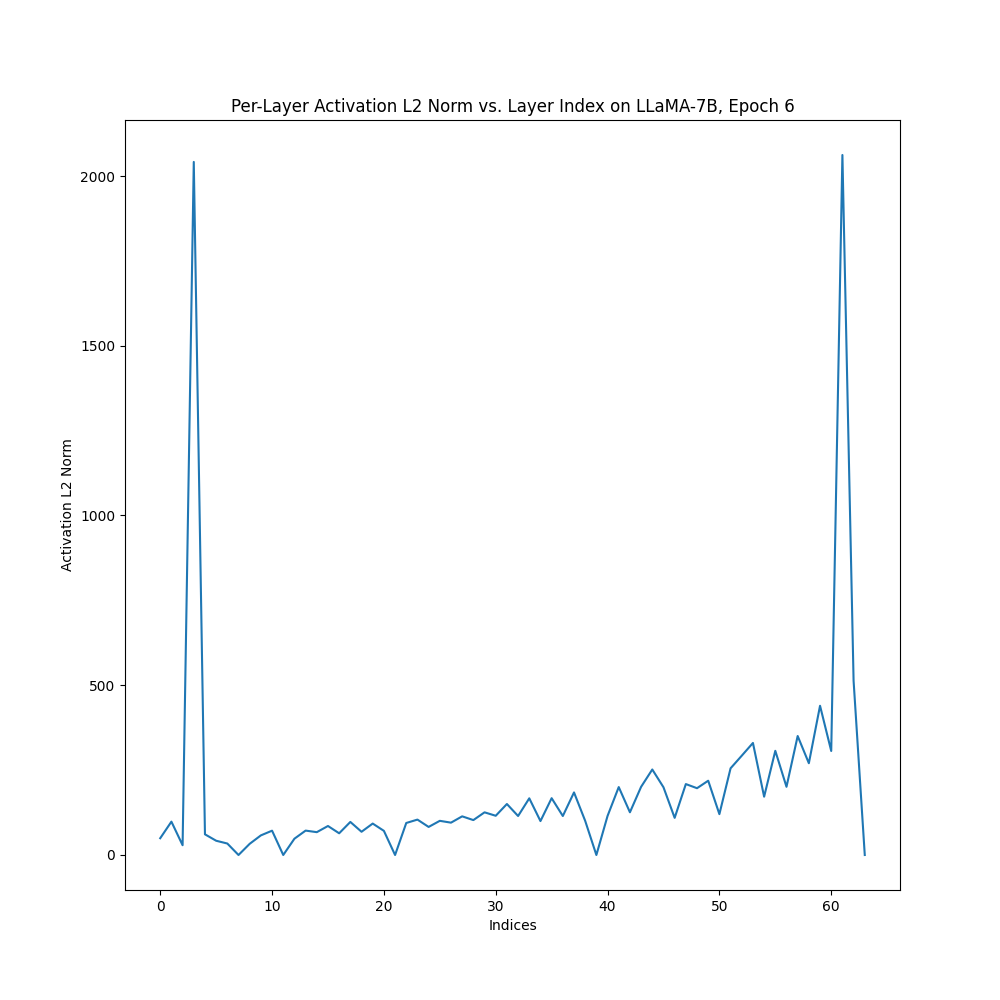 Per-Layer Activation L2 Norm vs. Layer Index on LLaMA-7B, Epoch 6
2000
1500
1000
500
0
Activation L2 Norm
0 10 20 30 40 50 60
Indices